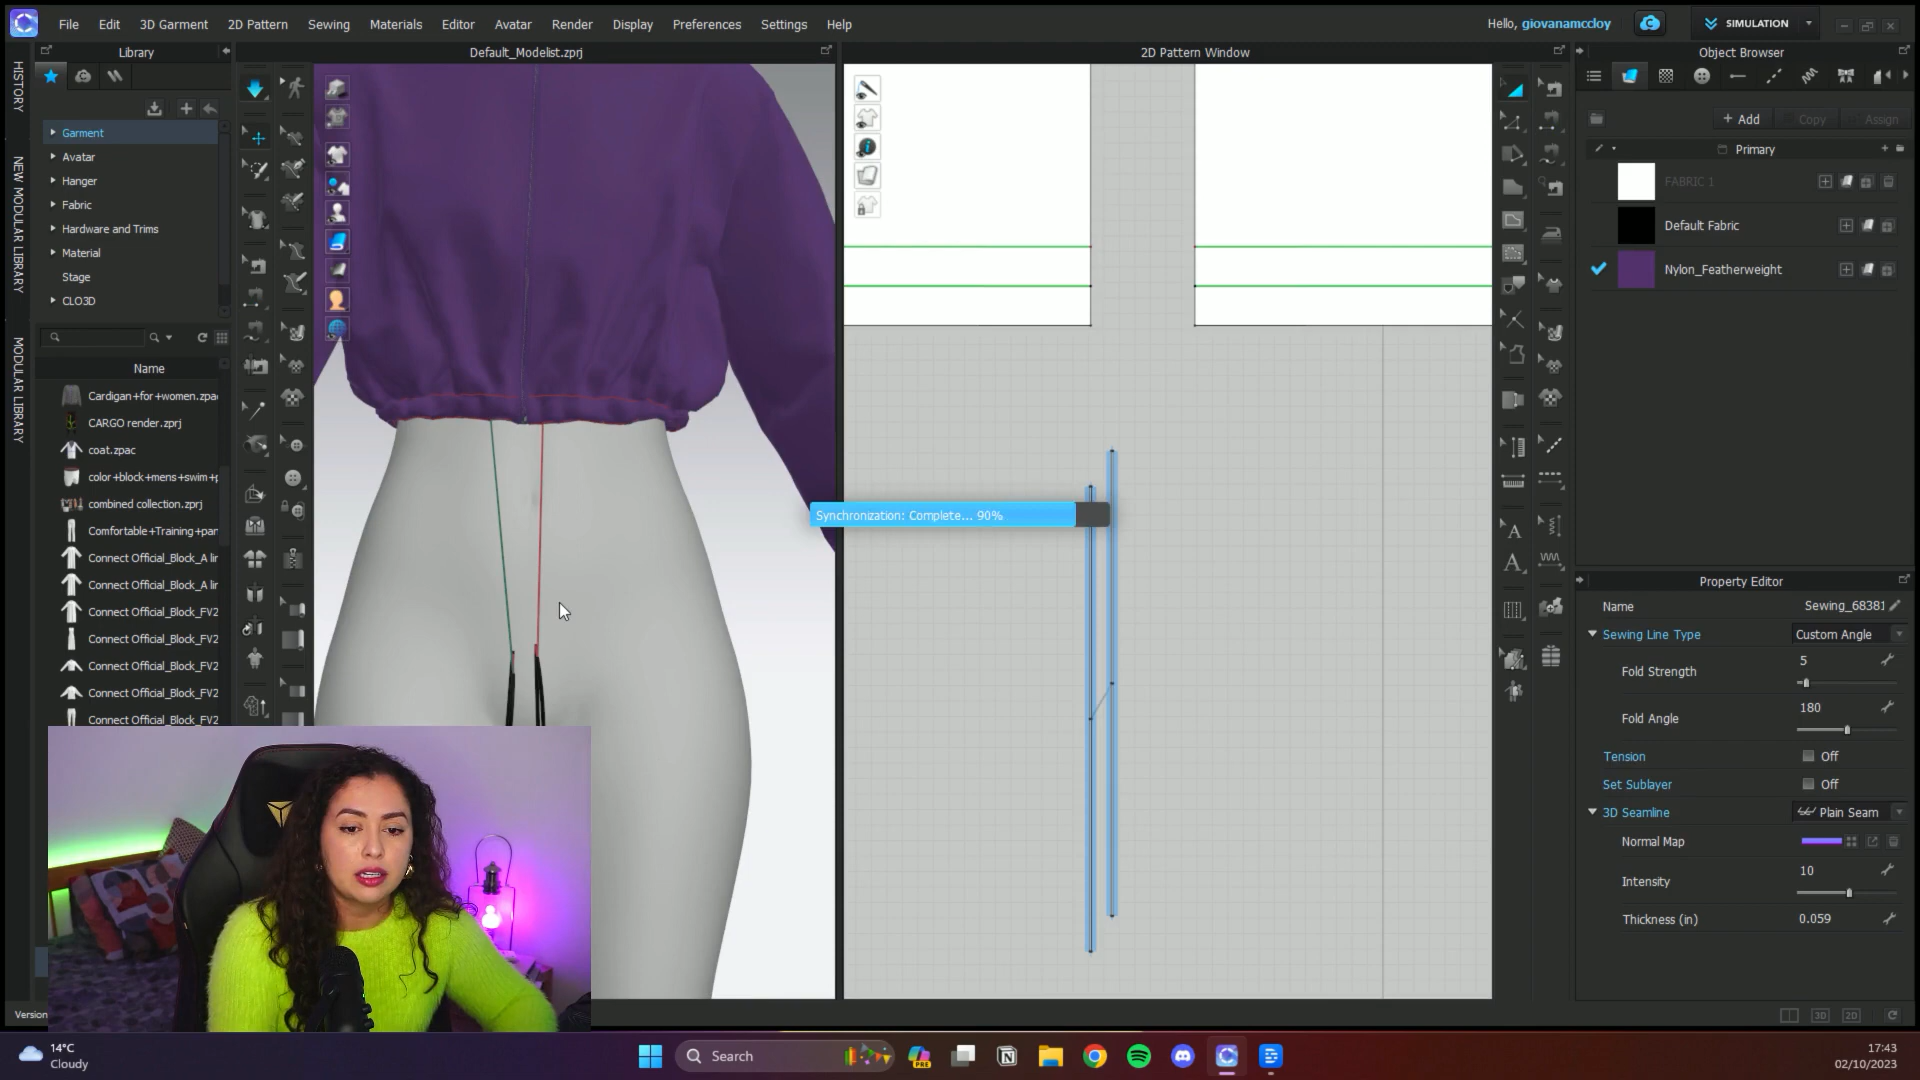 File Edit 3D Garment 2D Pattern Sewing Materials Editor Avatar Render Display Preferences Settings Help
Hello, giovanamccloy
SIMULATION
Library
Default_Modelist.zprj
2D Pattern Window
Object Browser
HISTORY
NEW MODULAR LIBRARY
MODULAR LIBRARY
Garment
Avatar
Hanger
Fabric
Hardware and Trims
Material
Stage
CLO3D
Name
Cardigan+for+women.zpa
CARGO render.zprj
coat.zpac
color+block+mens+swim+
combined collection.zprj
Comfortable+Training+pan
Connect Official_Block_A li
Connect Official_Block_A li
Connect Official_Block_FV2
Connect Official_Block_FV2
Connect Official_Block_FV2
Connect Official_Block_FV2
Connect Official_Block_FV2
Version
Synchronization: Complete... 90%
+ Add Copy Assign
Primary
FABRIC 1
Default Fabric
Nylon_Featherweight
Property Editor
Name Sewing_68381
Sewing Line Type Custom Angle
Fold Strength 5
Fold Angle 180
Tension Off
Set Sublayer Off
3D Seamline Plain Seam
Normal Map
Intensity 10
Thickness (in) 0.059
3D 2D
14°C
Cloudy
Search
PRE
17:43
02/10/2023